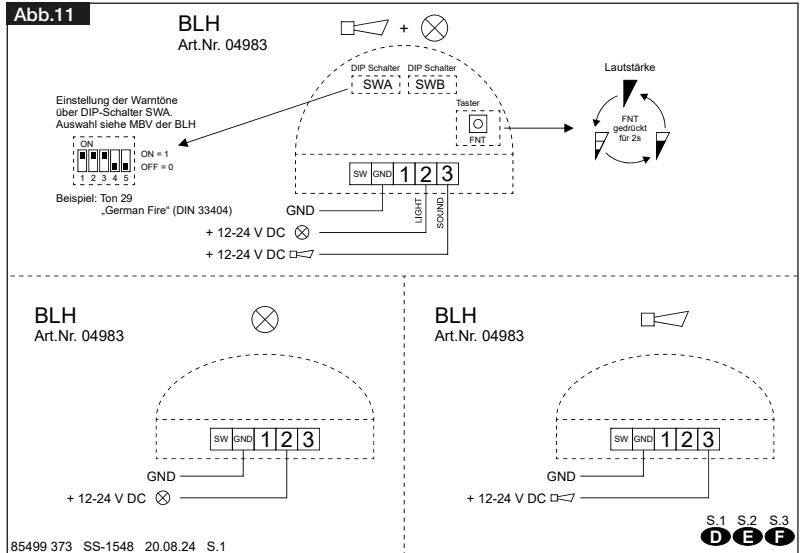 Abb.11
BLH
Art.Nr. 04983
+
DIP Schalter DIP Schalter
SWA SWB
Taster
FNT
Einstellung der Warntöne
über DIP-Schalter SWA.
Auswahl siehe MBV der BLH
ON
ON = 1
OFF = 0
1 2 3 4 5
Beispiel: Ton 29
„German Fire“ (DIN 33404)
Lautstärke
FNT
gedrückt
für 2s
SW GND 1 2 3
LIGHT
SOUND
GND
+ 12-24 V DC
+ 12-24 V DC
BLH
Art.Nr. 04983
SW GND 1 2 3
GND
+ 12-24 V DC
BLH
Art.Nr. 04983
SW GND 1 2 3
GND
+ 12-24 V DC
85499 373 SS-1548 20.08.24 S.1
S.1 S.2 S.3
D E F